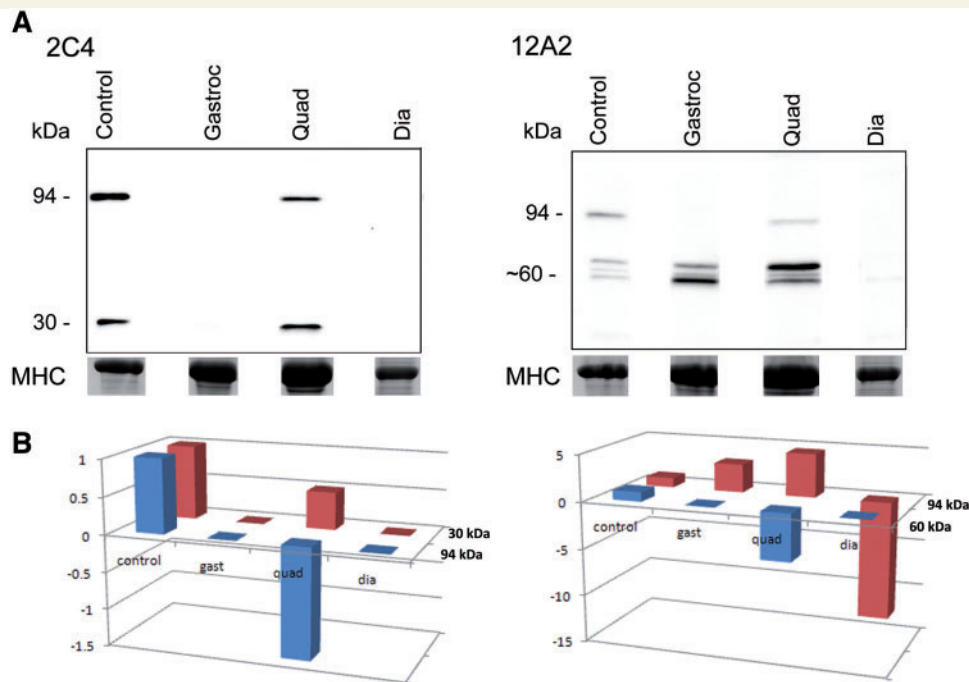 A
2C4
12A2
kDa
Control
Gastroc
Quad
Dia
94 -
30 -
MHC
kDa
Control
Gastroc
Quad
Dia
94 -
~60 -
MHC
B
1
0.5
0
-0.5
-1
-1.5
control
gast
quad
dia
30 kDa
94 kDa
5
0
-5
-10
-15
control
gast
quad
dia
94 kDa
60 kDa